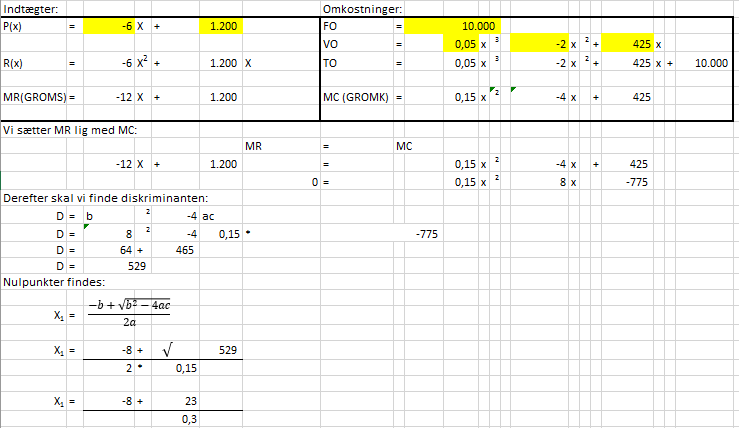 Indtægter: Omkostninger:
P(x) = -6 X + 1.200 FO = 10.000
VO = 0,05 x 3 -2 x 2 + 425 x
R(x) = -6 X² + 1.200 X TO = 0,05 x 3 -2 x 2 + 425 x + 10.000
MR(GROMS) = -12 X + 1.200 MC (GROMK) = 0,15 x 2 -4 x + 425
Vi sætter MR lig med MC:
MR = MC
-12 X + 1.200 = 0,15 x 2 -4 x + 425
0 = 0,15 x 2 8 x -775
Derefter skal vi finde diskriminanten:
D = b 2 -4 ac
D = 8 2 -4 0,15 * -775
D = 64 + 465
D = 529
Nulpunkter findes:
X₁ = −b + √b² − 4ac
2a
X₁ = -8 + √ 529
2 * 0,15
X₁ = -8 + 23
0,3